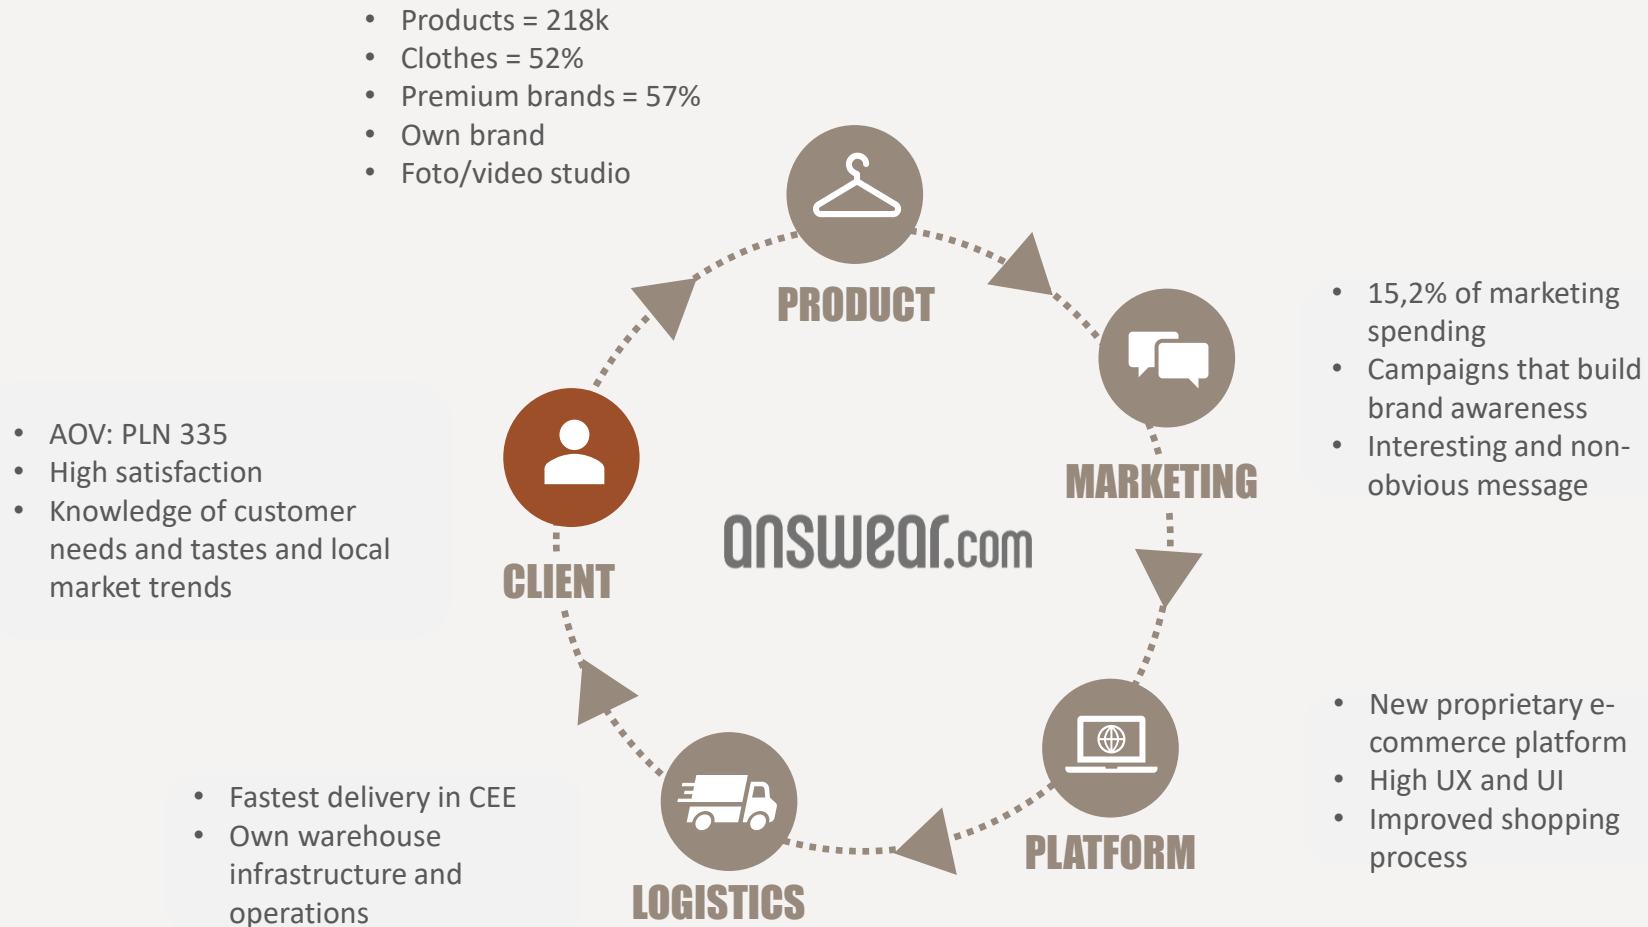 • Products = 218k
• Clothes = 52%
• Premium brands = 57%
• Own brand
• Foto/video studio
PRODUCT
• 15,2% of marketing
spending
• Campaigns that build
brand awareness
• Interesting and non-
obvious message
MARKETING
• AOV: PLN 335
• High satisfaction
• Knowledge of customer
needs and tastes and local
market trends
CLIENT
answear.com
• New proprietary e-
commerce platform
• High UX and UI
• Improved shopping
process
PLATFORM
• Fastest delivery in CEE
• Own warehouse
infrastructure and
operations
LOGISTICS